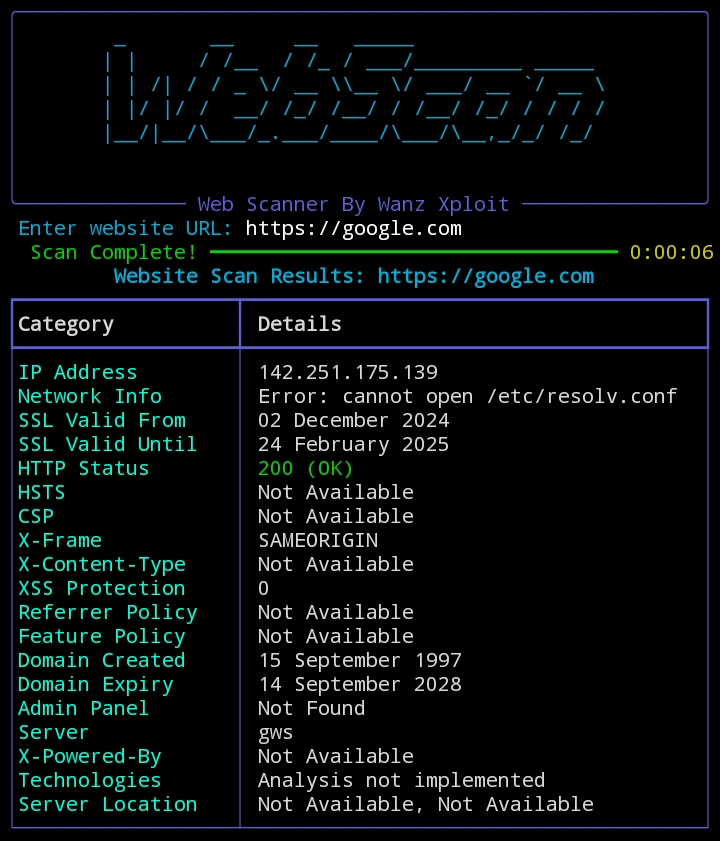 WebScan
Web Scanner By Wanz Xploit
Enter website URL: https://google.com
Scan Complete! 0:00:06
Website Scan Results: https://google.com
Category Details
IP Address 142.251.175.139
Network Info Error: cannot open /etc/resolv.conf
SSL Valid From 02 December 2024
SSL Valid Until 24 February 2025
HTTP Status 200 (OK)
HSTS Not Available
CSP Not Available
X-Frame SAMEORIGIN
X-Content-Type Not Available
XSS Protection 0
Referrer Policy Not Available
Feature Policy Not Available
Domain Created 15 September 1997
Domain Expiry 14 September 2028
Admin Panel Not Found
Server gws
X-Powered-By Not Available
Technologies Analysis not implemented
Server Location Not Available, Not Available